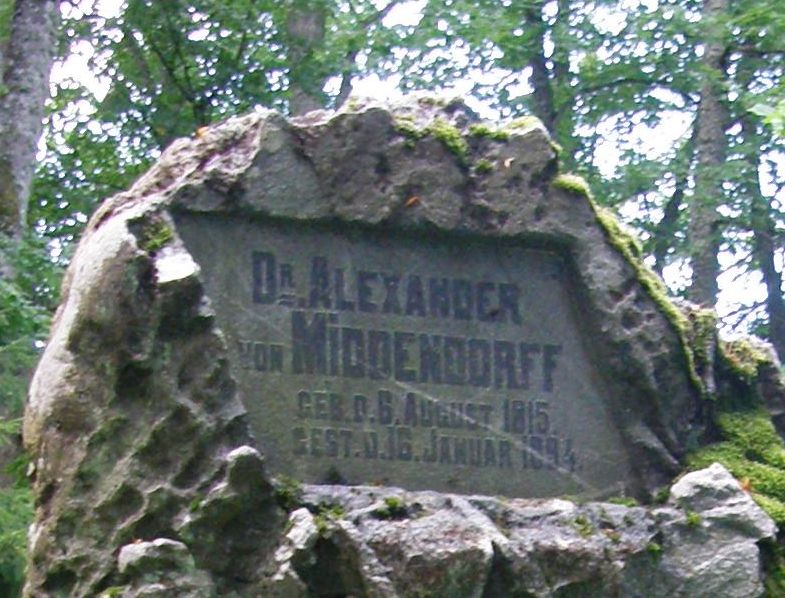 DR. ALEXANDER
VON MIDDENDORFF
GEB. D. 6. AUGUST 1815.
GEST. D. 16. JANUAR 1894.